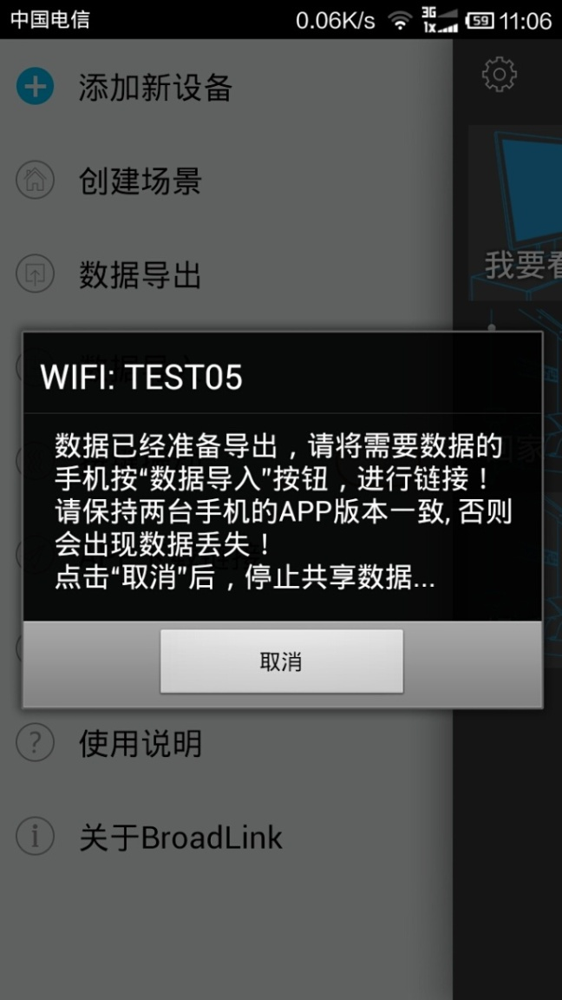 中国电信 0.06K/s 3G 1x 59 11:06
添加新设备
创建场景
我要看
数据导出
WIFI: TEST05
数据已经准备导出，请将需要数据的
手机按“数据导入”按钮，进行链接！
请保持两台手机的APP版本一致, 否则
会出现数据丢失！
点击“取消”后，停止共享数据...
取消
使用说明
关于BroadLink